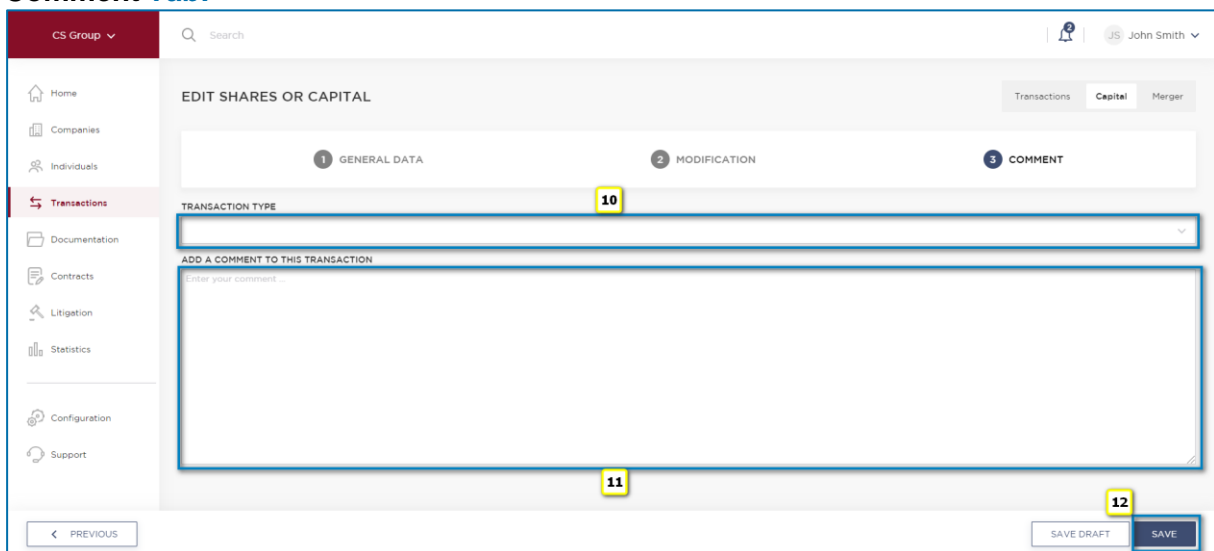 Comment Tab:
CS Group
Search
2
JS John Smith
Home
Companies
Individuals
Transactions
Documentation
Contracts
Litigation
Statistics
Configuration
Support
EDIT SHARES OR CAPITAL
Transactions Capital Merger
1 GENERAL DATA 2 MODIFICATION 3 COMMENT
10
TRANSACTION TYPE
ADD A COMMENT TO THIS TRANSACTION
Enter your comment ...
11
12
PREVIOUS
SAVE DRAFT SAVE